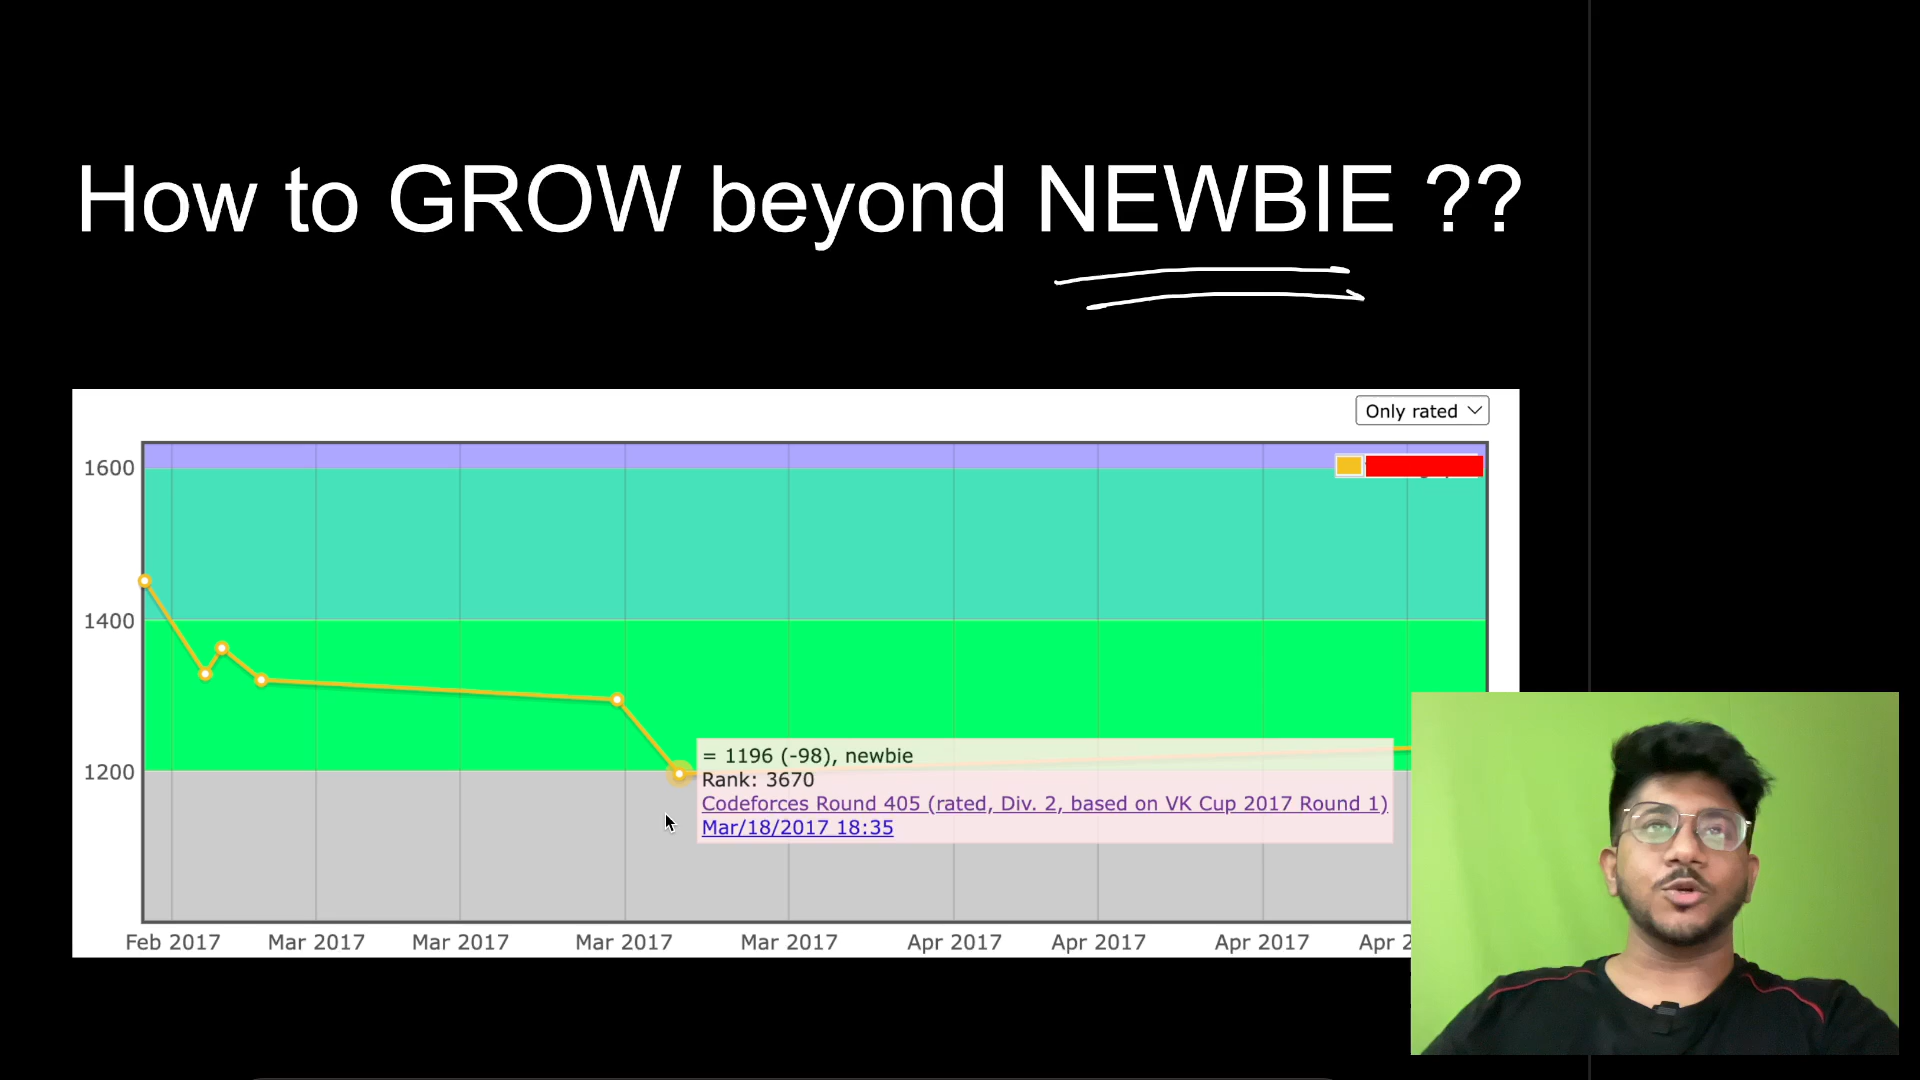 How to GROW beyond NEWBIE ??
Only rated
1600
1400
1200
= 1196 (-98), newbie
Rank: 3670
Codeforces Round 405 (rated, Div. 2, based on VK Cup 2017 Round 1)
Mar/18/2017 18:35
Feb 2017 Mar 2017 Mar 2017 Mar 2017 Mar 2017 Apr 2017 Apr 2017 Apr 2017 Apr 2